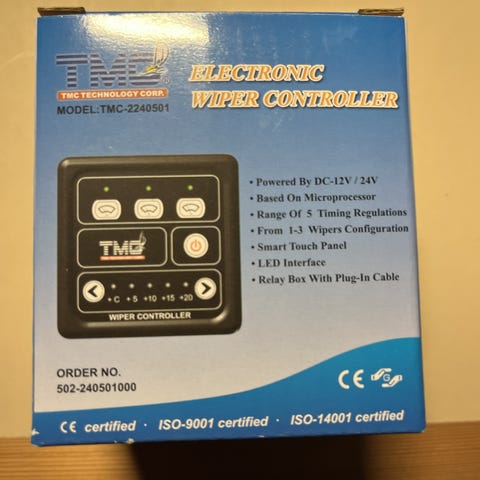 TMC
TMC TECHNOLOGY CORP.
MODEL:TMC-2240501
ELECTRONIC
WIPER CONTROLLER
• Powered By DC-12V / 24V
• Based On Microprocessor
• Range Of 5 Timing Regulations
• From 1-3 Wipers Configuration
• Smart Touch Panel
• LED Interface
• Relay Box With Plug-In Cable
TMC
+ C + 5 +10 +15 +20
WIPER CONTROLLER
ORDER NO.
502-240501000
CE G
CE certified · ISO-9001 certified · ISO-14001 certified ·